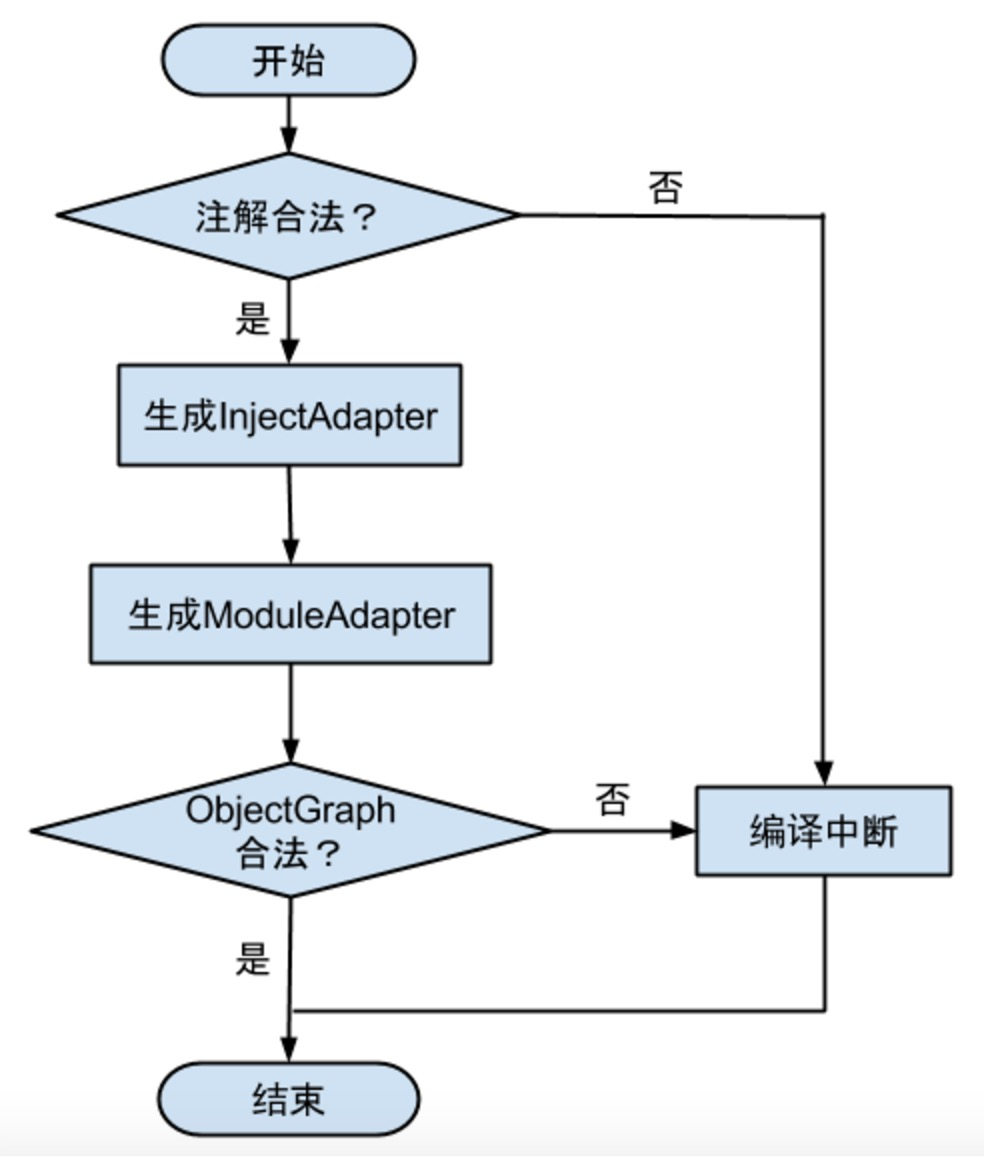 开始
注解合法？
否
是
生成InjectAdapter
生成ModuleAdapter
ObjectGraph
合法？
否
编译中断
是
结束